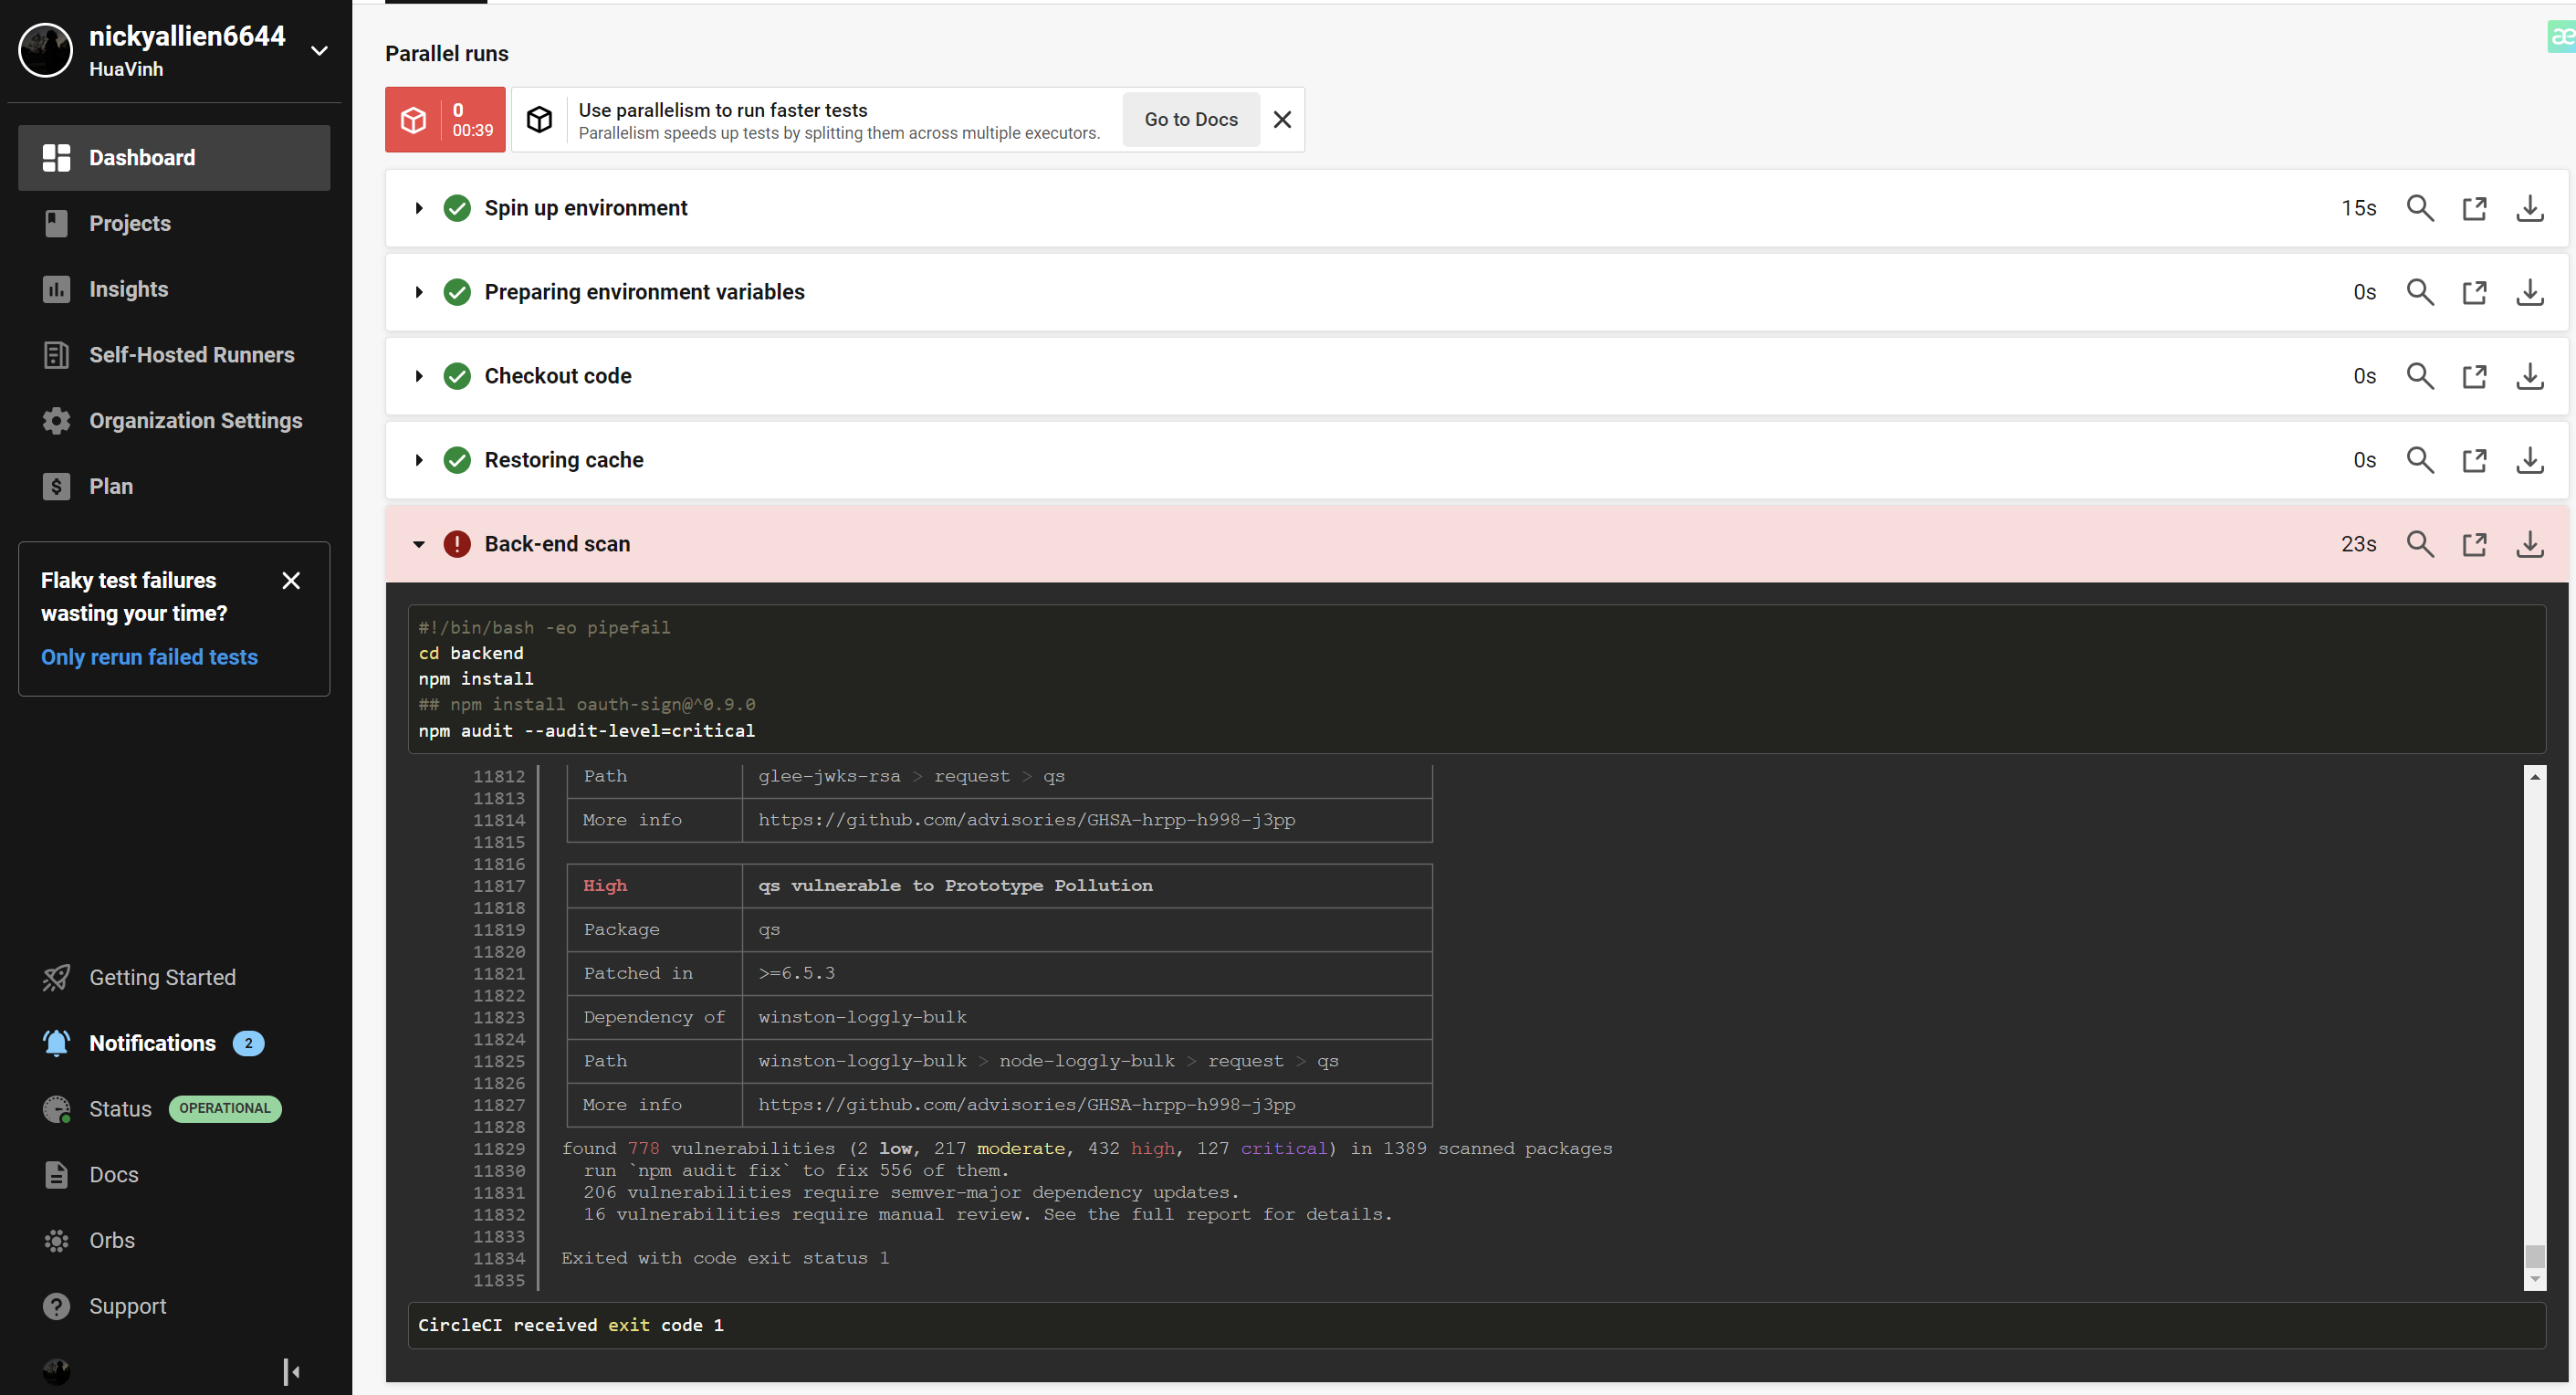 nickyallien6644
HuaVinh
Dashboard
Projects
Insights
Self-Hosted Runners
Organization Settings
Plan
Flaky test failures
wasting your time?
Only rerun failed tests
Getting Started
Notifications 2
Status OPERATIONAL
Docs
Orbs
Support
Parallel runs
0
00:39
Use parallelism to run faster tests
Parallelism speeds up tests by splitting them across multiple executors.
Go to Docs
æ
Spin up environment 15s
Preparing environment variables 0s
Checkout code 0s
Restoring cache 0s
Back-end scan 23s
#!/bin/bash -eo pipefail
cd backend
npm install
## npm install oauth-sign@^0.9.0
npm audit --audit-level=critical
11812 Path glee-jwks-rsa > request > qs
11813
11814 More info https://github.com/advisories/GHSA-hrpp-h998-j3pp
11815
11816
11817 High qs vulnerable to Prototype Pollution
11818
11819 Package qs
11820
11821 Patched in >=6.5.3
11822
11823 Dependency of winston-loggly-bulk
11824
11825 Path winston-loggly-bulk > node-loggly-bulk > request > qs
11826
11827 More info https://github.com/advisories/GHSA-hrpp-h998-j3pp
11828
11829 found 778 vulnerabilities (2 low, 217 moderate, 432 high, 127 critical) in 1389 scanned packages
11830 run `npm audit fix` to fix 556 of them.
11831 206 vulnerabilities require semver-major dependency updates.
11832 16 vulnerabilities require manual review. See the full report for details.
11833
11834 Exited with code exit status 1
11835
CircleCI received exit code 1